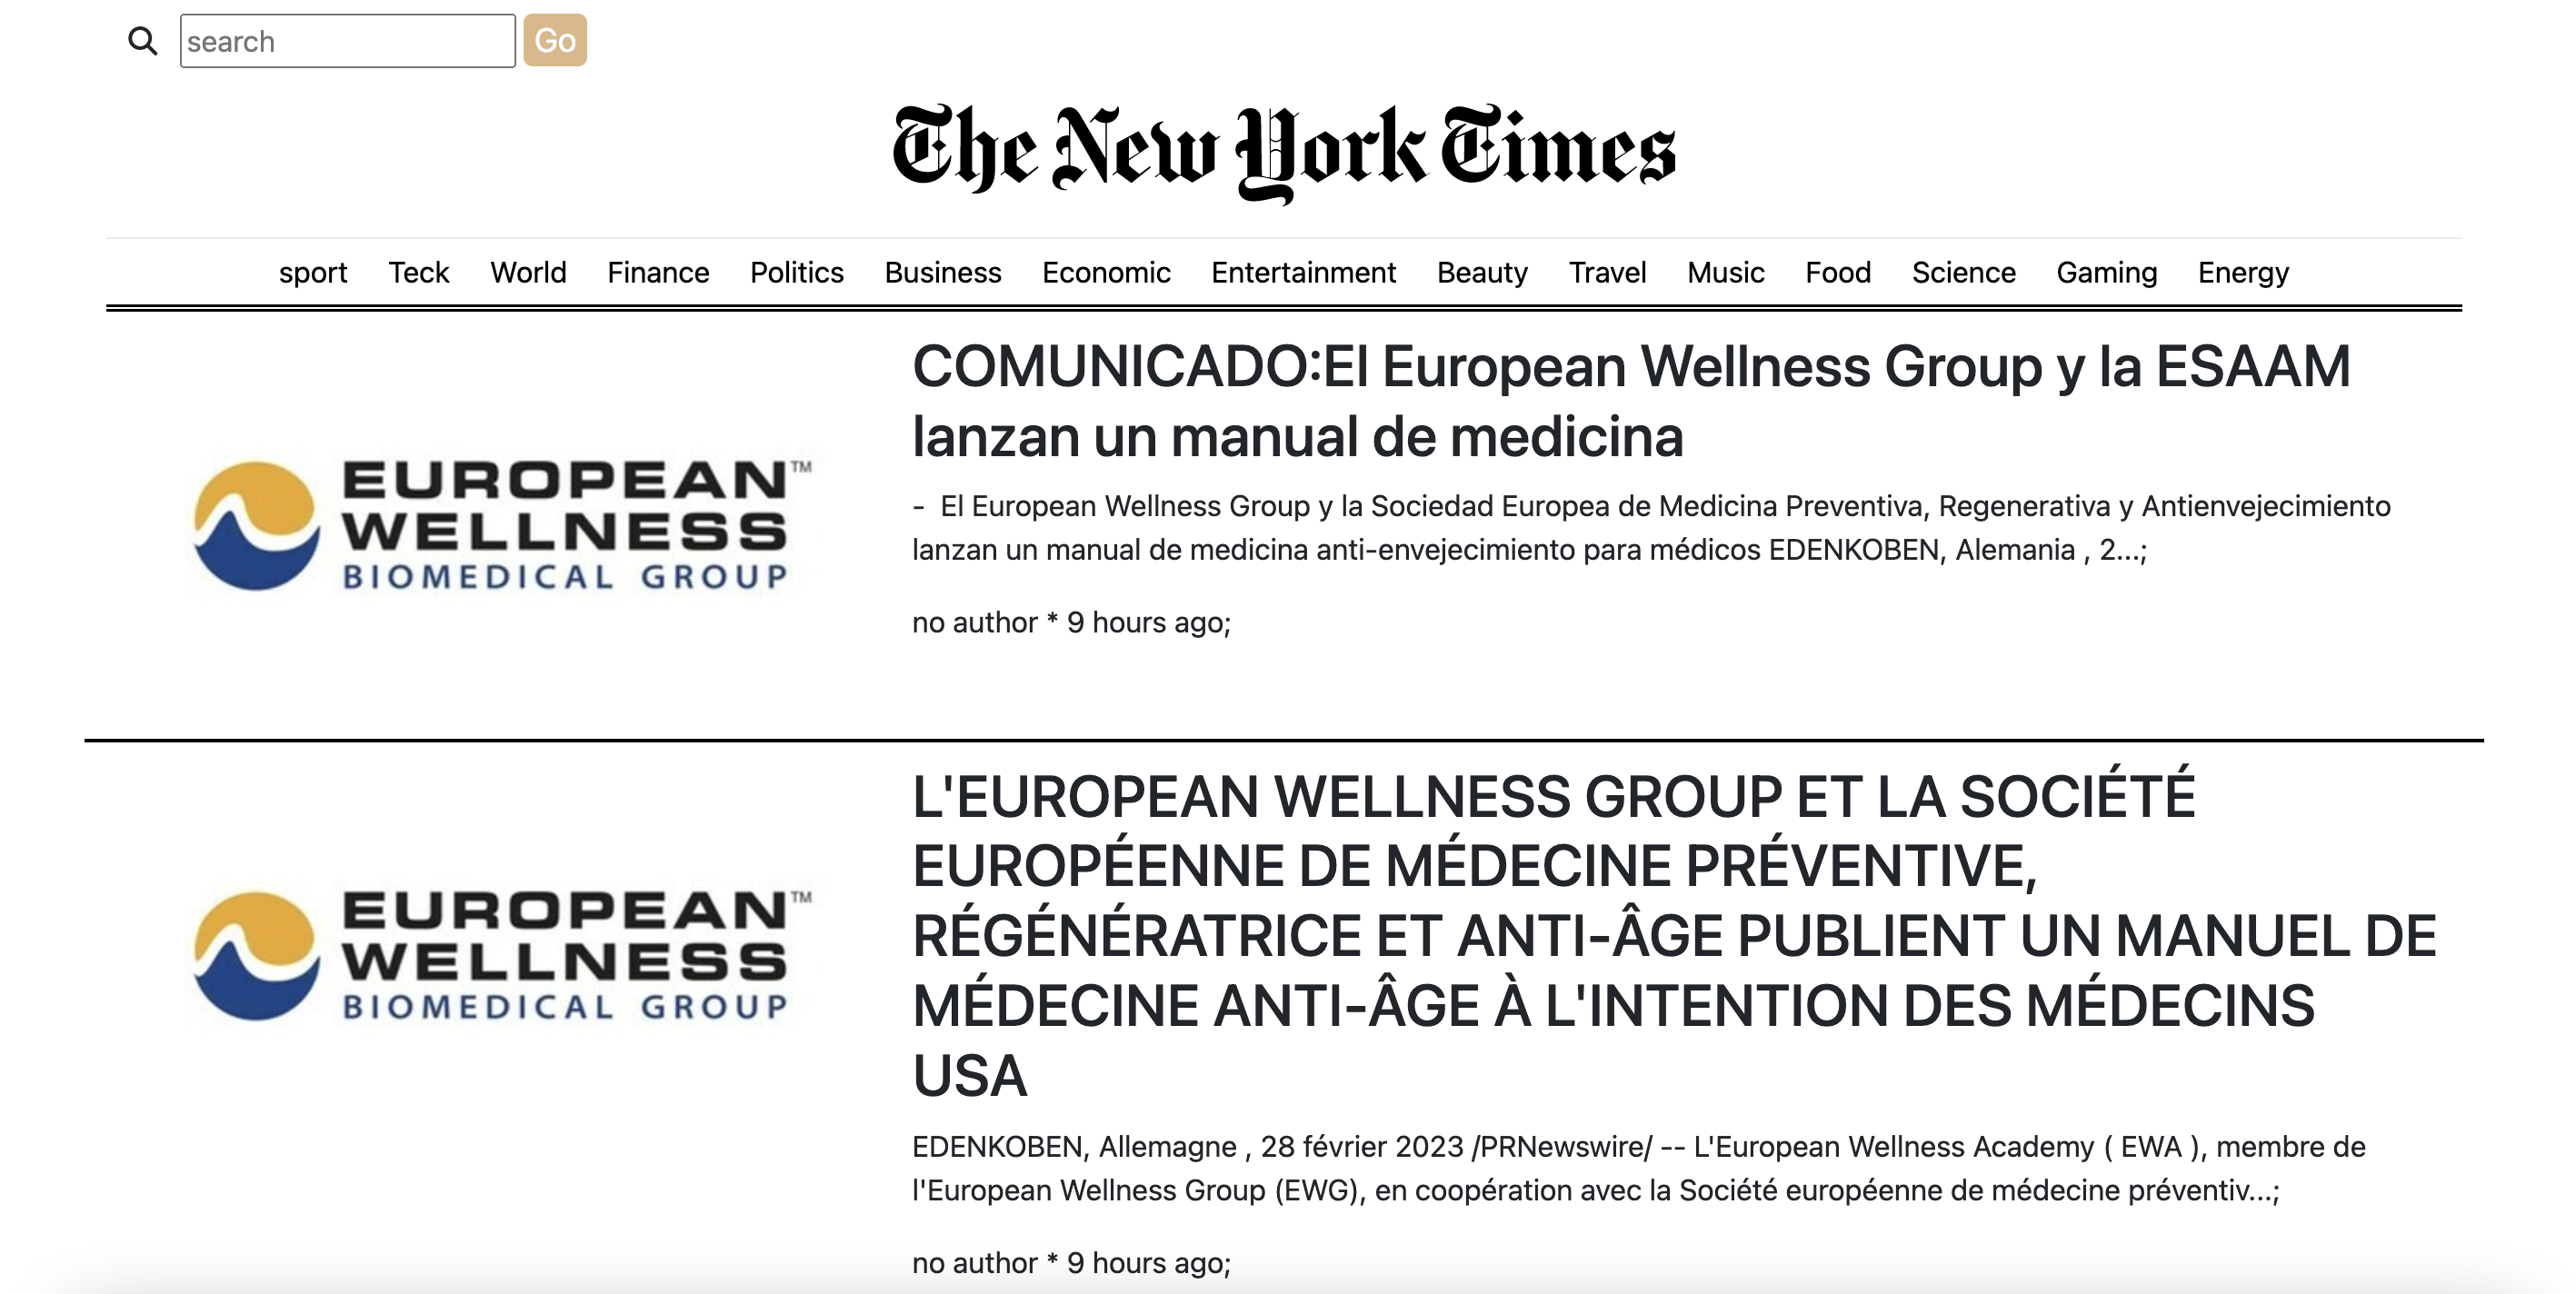 search
Go
The New York Times
sport Teck World Finance Politics Business Economic Entertainment Beauty Travel Music Food Science Gaming Energy
EUROPEAN™
WELLNESS
BIOMEDICAL GROUP
COMUNICADO:El European Wellness Group y la ESAAM
lanzan un manual de medicina
- El European Wellness Group y la Sociedad Europea de Medicina Preventiva, Regenerativa y Antienvejecimiento
lanzan un manual de medicina anti-envejecimiento para médicos EDENKOBEN, Alemania , 2...;
no author * 9 hours ago;
EUROPEAN™
WELLNESS
BIOMEDICAL GROUP
L'EUROPEAN WELLNESS GROUP ET LA SOCIÉTÉ
EUROPÉENNE DE MÉDECINE PRÉVENTIVE,
RÉGÉNÉRATRICE ET ANTI-ÂGE PUBLIENT UN MANUEL DE
MÉDECINE ANTI-ÂGE À L'INTENTION DES MÉDECINS
USA
EDENKOBEN, Allemagne , 28 février 2023 /PRNewswire/ -- L'European Wellness Academy ( EWA ), membre de
l'European Wellness Group (EWG), en coopération avec la Société européenne de médecine préventiv...;
no author * 9 hours ago;